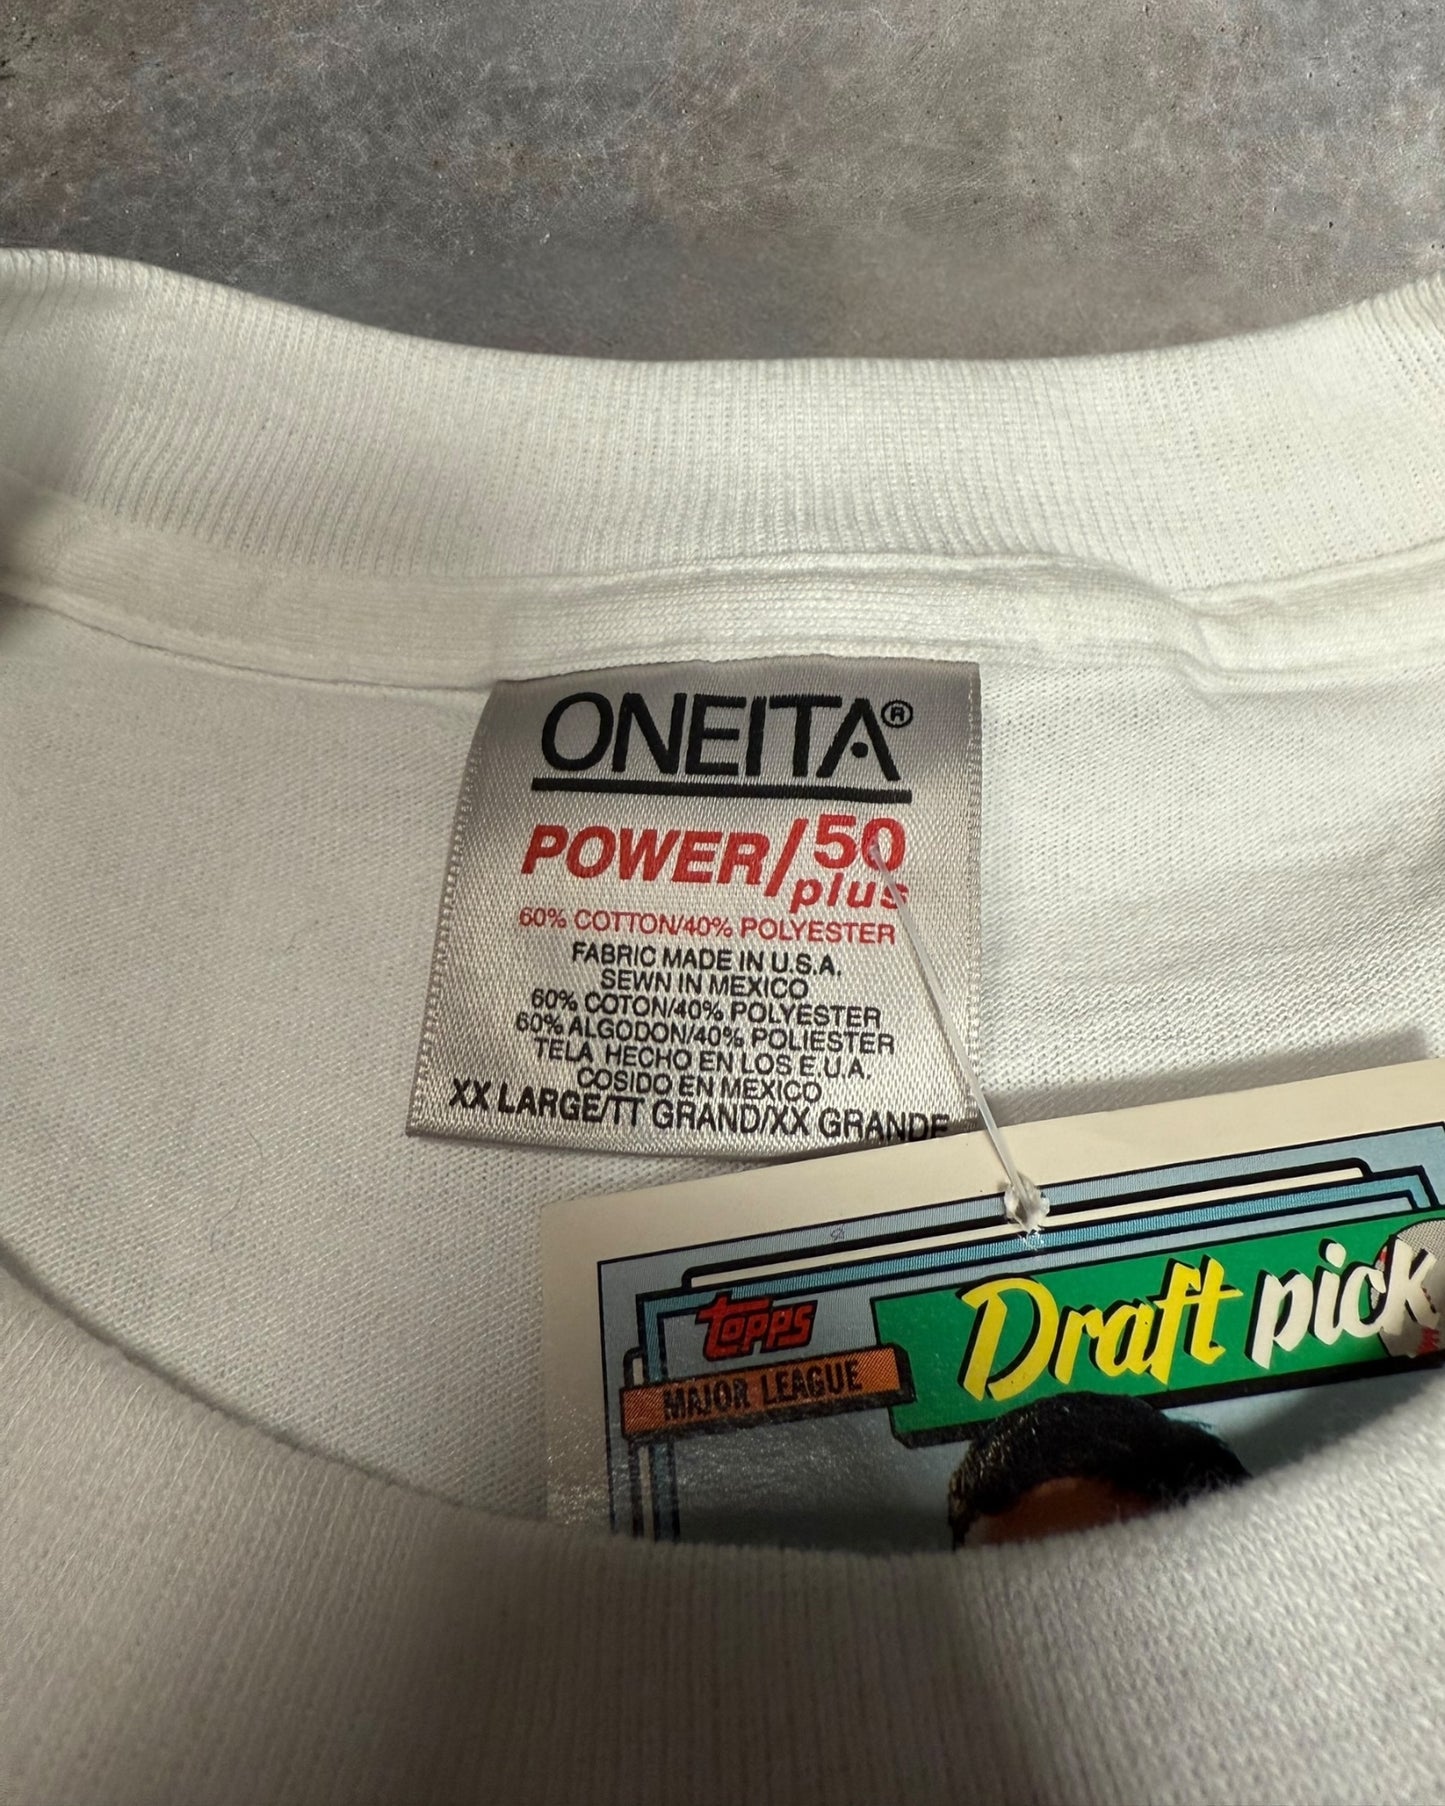 ONEITA®
POWER/50
plus
60% COTTON/40% POLYESTER
FABRIC MADE IN U.S.A.
SEWN IN MEXICO
60% COTON/40% POLYESTER
60% ALGODON/40% POLIESTER
TELA HECHO EN LOS E.U.A.
COSIDO EN MEXICO
XX LARGE/TT GRAND/XX GRANDE
topps
MAJOR LEAGUE
Draft pick